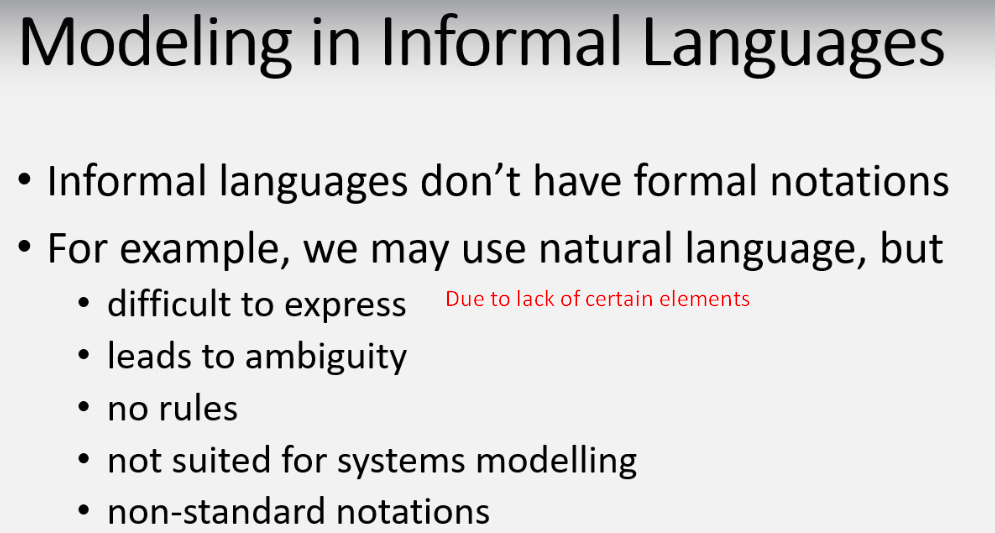 Modeling in Informal Languages
• Informal languages don’t have formal notations
• For example, we may use natural language, but
• difficult to express Due to lack of certain elements
• leads to ambiguity
• no rules
• not suited for systems modelling
• non-standard notations